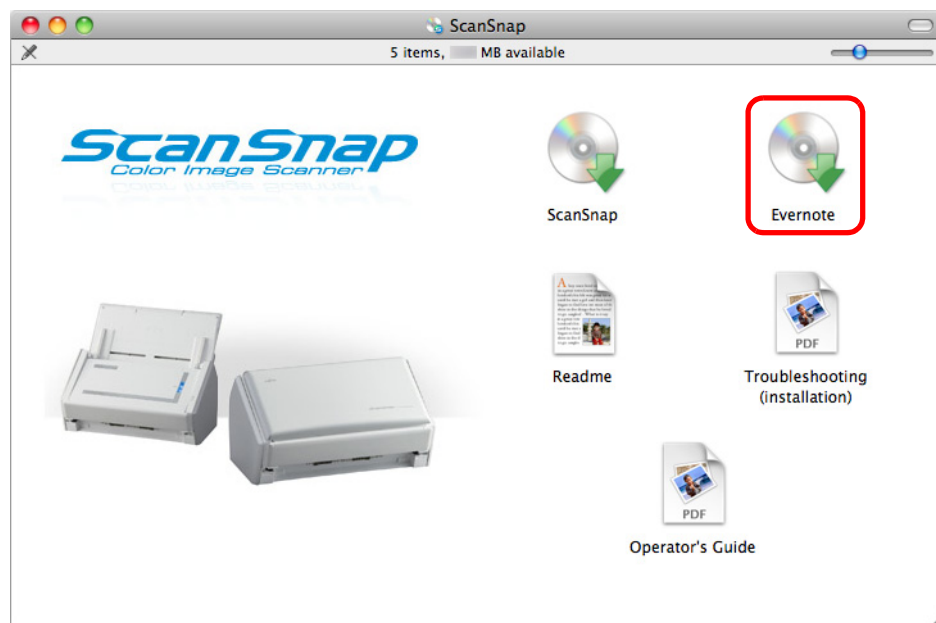 ScanSnap
5 items, MB available
ScanSnap
Color Image Scanner
ScanSnap
Evernote
Readme
PDF
Troubleshooting
(installation)
PDF
Operator's Guide